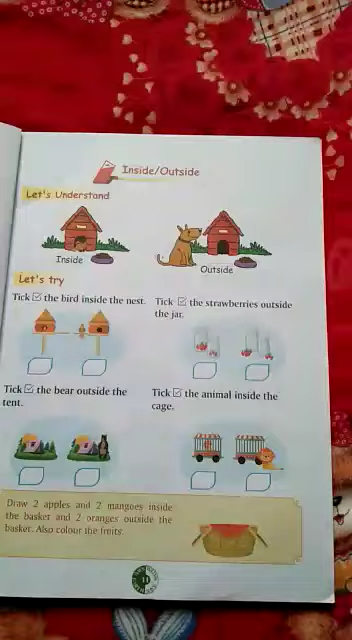 Inside/Outside
Let's Understand
Inside
Outside
Let's try
Tick ☑ the bird inside the nest.
Tick ☑ the strawberries outside
the jar.
Tick ☑ the bear outside the
tent.
Tick ☑ the animal inside the
cage.
Draw 2 apples and 2 mangoes inside
the basket and 2 oranges outside the
basket. Also colour the fruits.
11